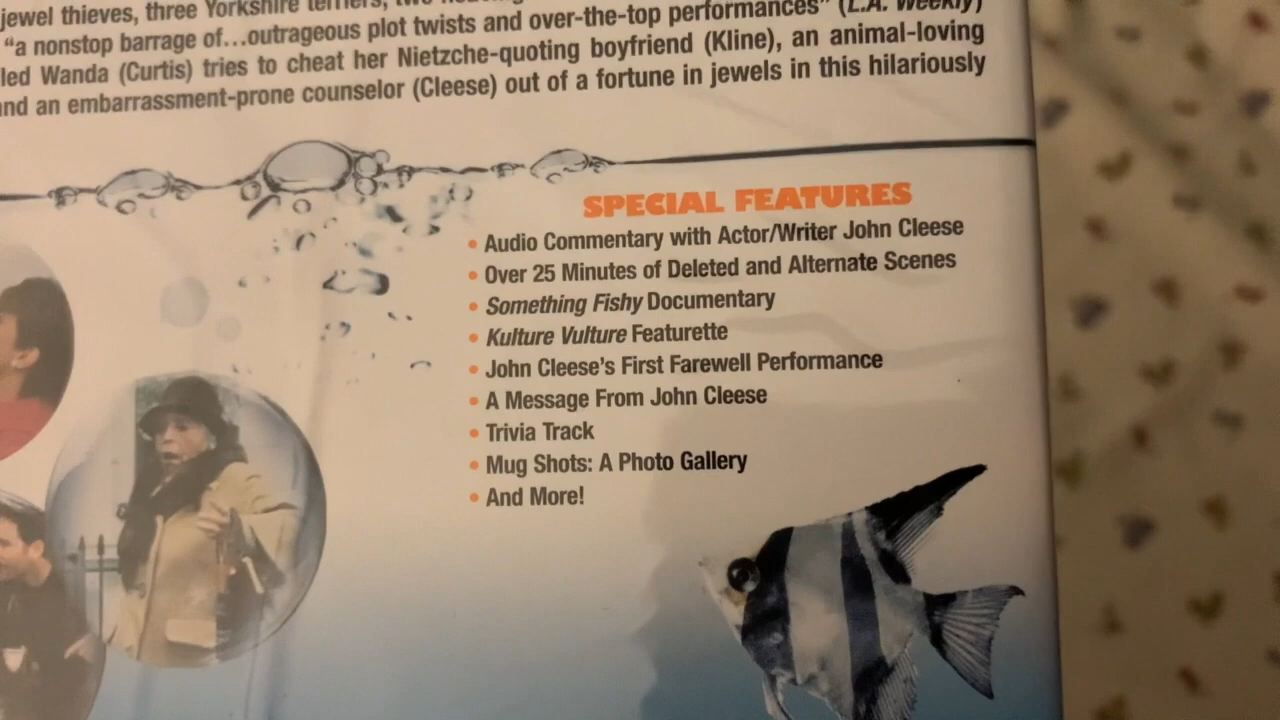 jewel thieves, three Yorkshire terriers, two
"a nonstop barrage of...outrageous plot twists and over-the-top performances" (L.A. Weekly)
led Wanda (Curtis) tries to cheat her Nietzche-quoting boyfriend (Kline), an animal-loving
nd an embarrassment-prone counselor (Cleese) out of a fortune in jewels in this hilariously
SPECIAL FEATURES
• Audio Commentary with Actor/Writer John Cleese
• Over 25 Minutes of Deleted and Alternate Scenes
• Something Fishy Documentary
• Kulture Vulture Featurette
• John Cleese's First Farewell Performance
• A Message From John Cleese
• Trivia Track
• Mug Shots: A Photo Gallery
• And More!